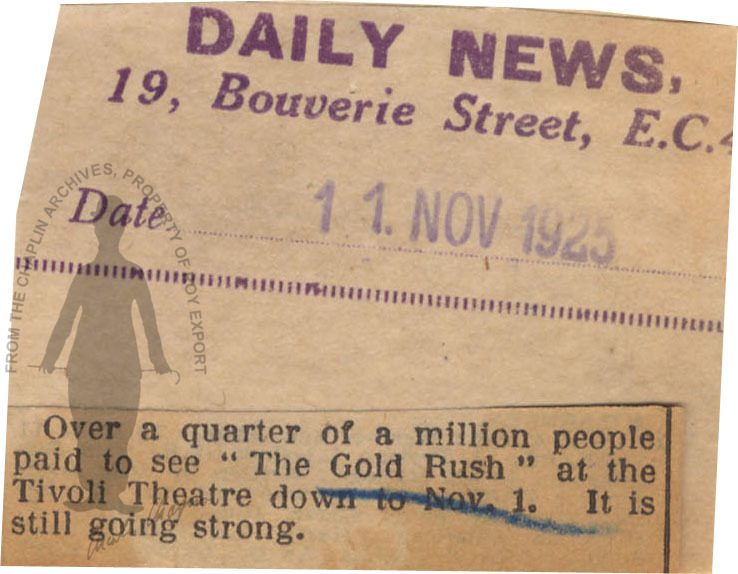 DAILY NEWS,
19, Bouverie Street, E.C.4
Date 11. NOV 1925
FROM THE CHAPLIN ARCHIVES, PROPERTY OF ROY EXPORT
Over a quarter of a million people
paid to see “ The Gold Rush ” at the
Tivoli Theatre down to Nov. 1. It is
still going strong.